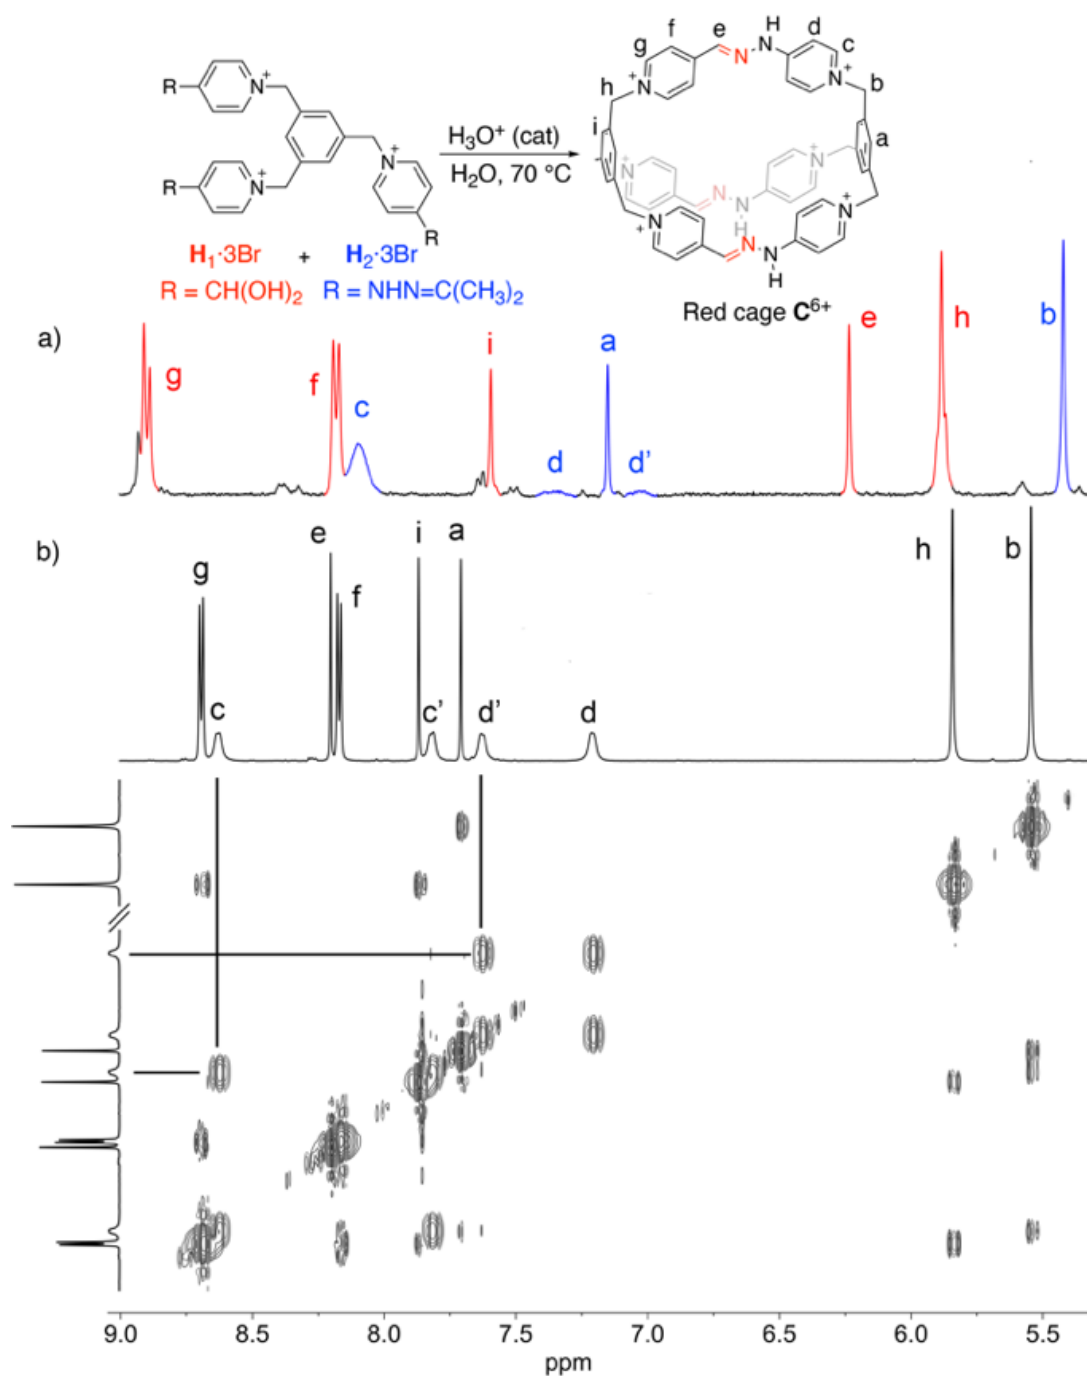 H
g f e N N d c
N+ N+
h b
i a
R
N+
R
N+
N+
R
H3O+ (cat)
H2O, 70 °C
N+ N N N+
H
N+ N N N+
H
H1·3Br + H2·3Br
R = CH(OH)2 R = NHN=C(CH3)2
Red cage C6+
a)
g f c i d a d' e h b
b)
g c e f i c' a d' d h b
9.0 8.5 8.0 7.5 7.0 6.5 6.0 5.5
ppm